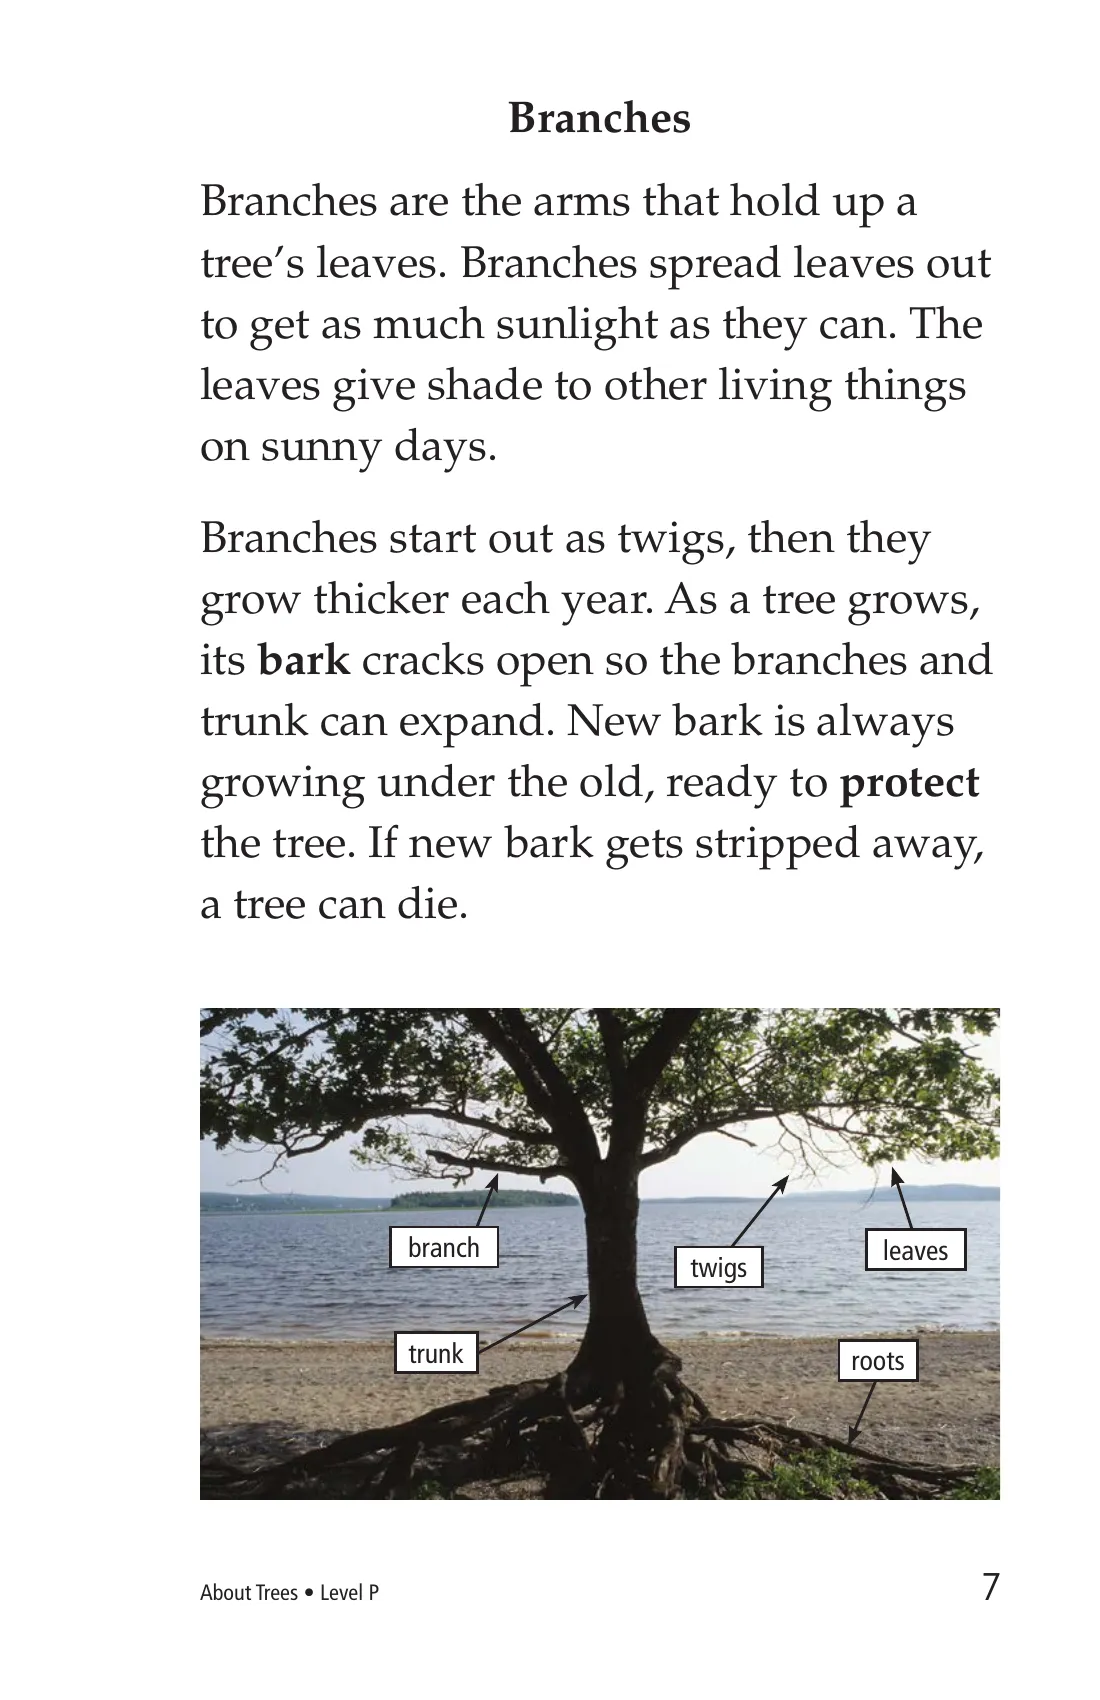 Branches
Branches are the arms that hold up a
tree’s leaves. Branches spread leaves out
to get as much sunlight as they can. The
leaves give shade to other living things
on sunny days.
Branches start out as twigs, then they
grow thicker each year. As a tree grows,
its bark cracks open so the branches and
trunk can expand. New bark is always
growing under the old, ready to protect
the tree. If new bark gets stripped away,
a tree can die.
branch
twigs
leaves
trunk
roots
About Trees • Level P
7